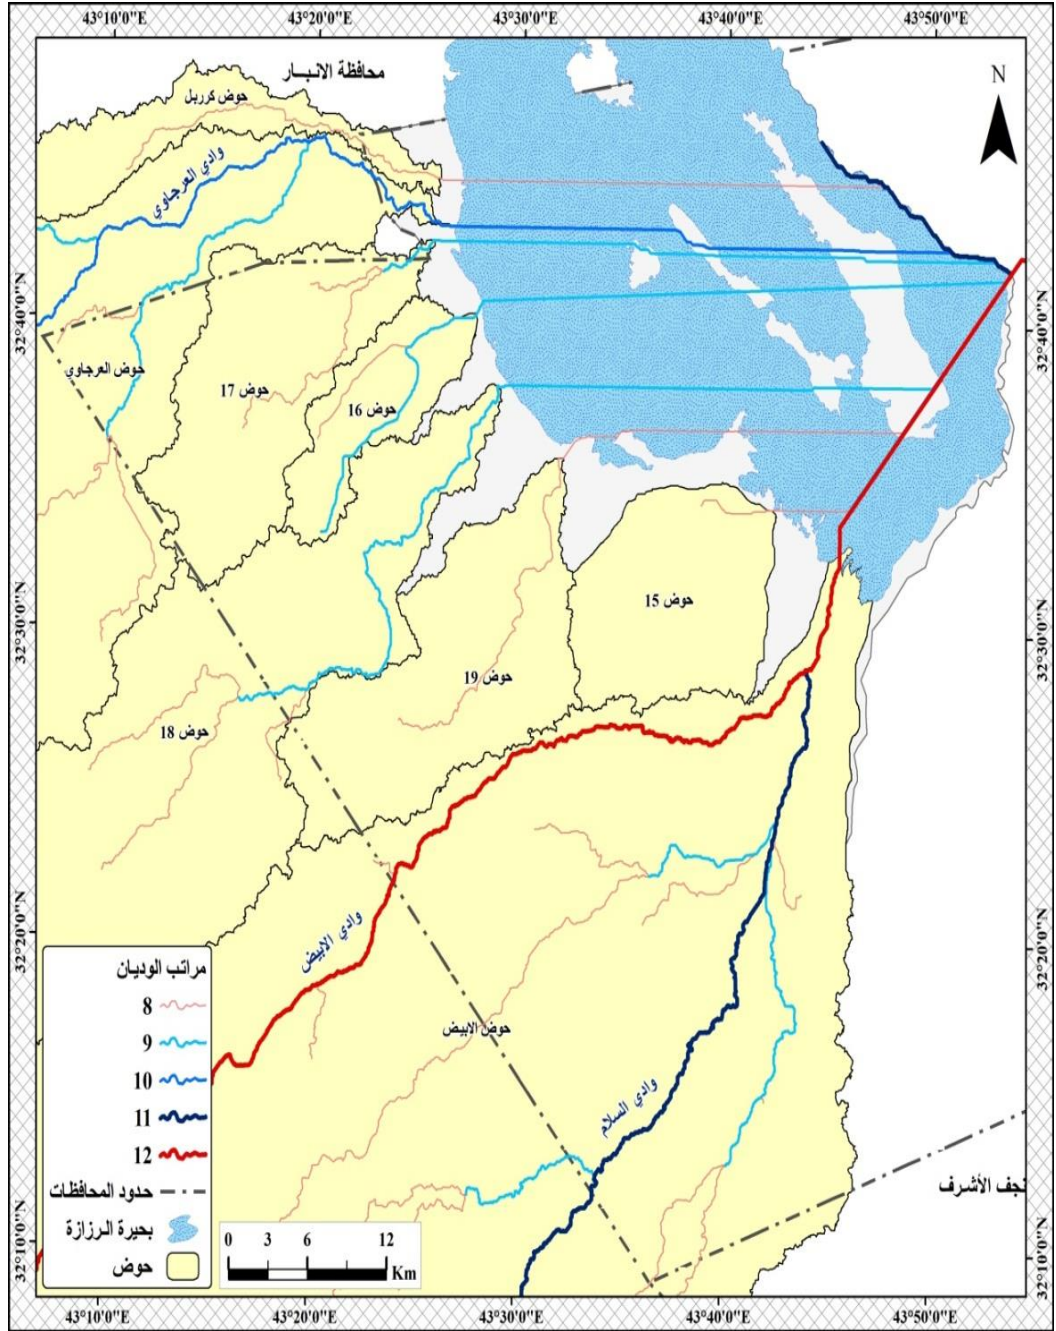 43°10'0"E 43°20'0"E 43°30'0"E 43°40'0"E 43°50'0"E
محافظة الانبار
N
حوض كربل
وادي العرجاوي
32°40'0"N
32°40'0"N
حوض العرجاوي
حوض 17
حوض 16
32°30'0"N
32°30'0"N
حوض 15
حوض 19
حوض 18
وادي الابيض
32°20'0"N
32°20'0"N
حوض الابيض
وادي السلام
نجف الأشرف
32°10'0"N
32°10'0"N
مراتب الوديان
8
9
10
11
12
حدود المحافظات
بحيرة الرزازة
حوض
0 3 6 12
Km
43°10'0"E 43°20'0"E 43°30'0"E 43°40'0"E 43°50'0"E